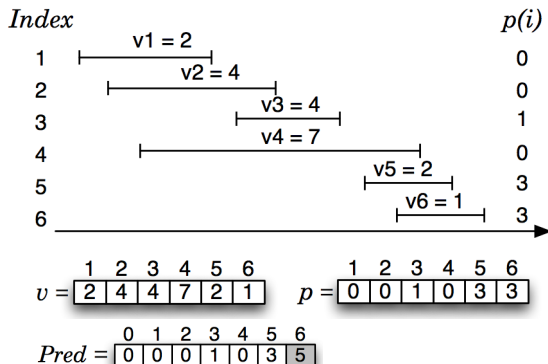 Index p(i)
1 v1 = 2 0
2 v2 = 4 0
3 v3 = 4 1
4 v4 = 7 0
5 v5 = 2 3
6 v6 = 1 3
1 2 3 4 5 6 1 2 3 4 5 6
v = 2 4 4 7 2 1 p = 0 0 1 0 3 3
0 1 2 3 4 5 6
Pred = 0 0 0 1 0 3 5